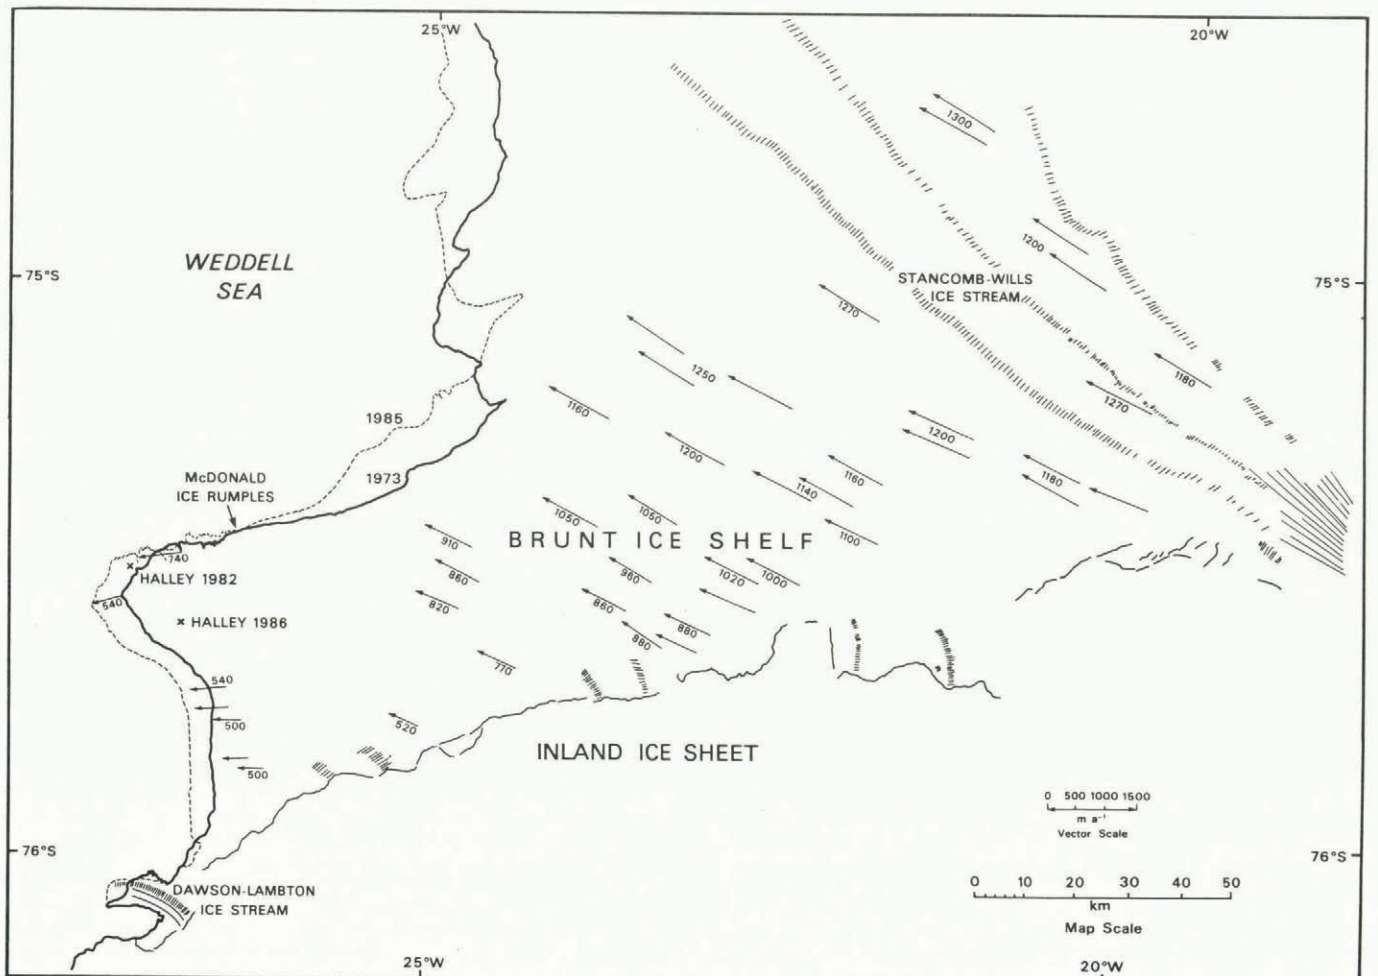 25°W
20°W
1300
WEDDELL
SEA
75°S
1200
STANCOMB-WILLS
ICE STREAM
75°S
1270
1250
1180
1270
1160
1985
1200
1200
1973
1160
1180
McDONALD
ICE RUMPLES
1140
1050
1050
910
BRUNT ICE SHELF
1100
740
HALLEY 1982
860
960
1020
1000
540
820
860
HALLEY 1986
880
880
770
540
500
520
INLAND ICE SHEET
500
0 500 1000 1500
m a⁻¹
Vector Scale
76°S
76°S
DAWSON-LAMBTON
ICE STREAM
0 10 20 30 40 50
km
Map Scale
25°W
20°W